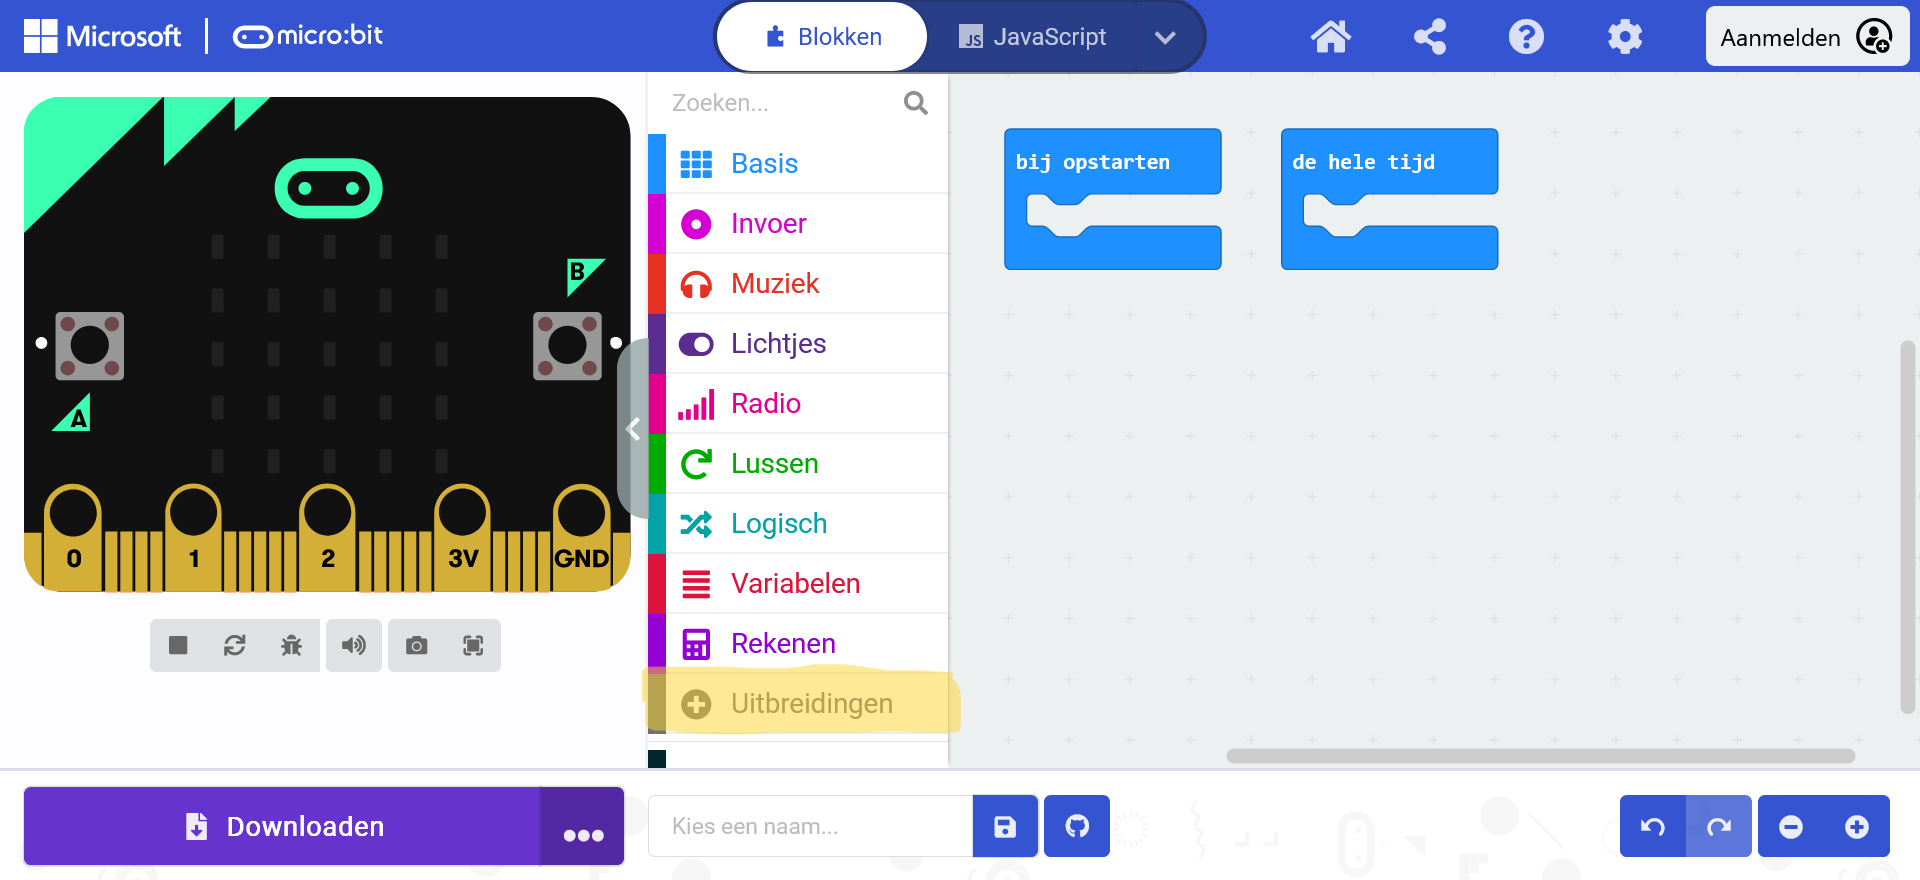 Microsoft micro:bit
Blokken
JS JavaScript
Aanmelden
Zoeken...
Basis
Invoer
Muziek
Lichtjes
Radio
Lussen
Logisch
Variabelen
Rekenen
Uitbreidingen
bij opstarten
de hele tijd
B
A
0 1 2 3V GND
Downloaden
Kies een naam...